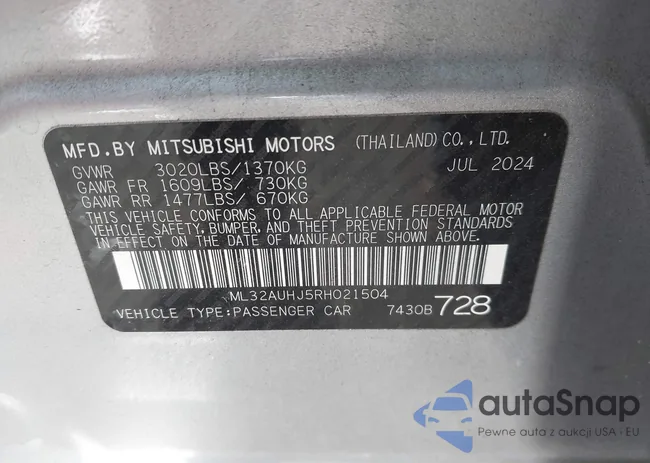 MFD.BY MITSUBISHI MOTORS (THAILAND)CO.,LTD.
GVWR 3020LBS/1370KG JUL 2024
GAWR FR 1609LBS/ 730KG
GAWR RR 1477LBS/ 670KG
THIS VEHICLE CONFORMS TO ALL APPLICABLE FEDERAL MOTOR
VEHICLE SAFETY, BUMPER, AND THEFT PREVENTION STANDARDS
IN EFFECT ON THE DATE OF MANUFACTURE SHOWN ABOVE.
ML32AUHJ5RH021504
VEHICLE TYPE:PASSENGER CAR 7430B 728
autaSnap
Pewne auta z aukcji USA - EU